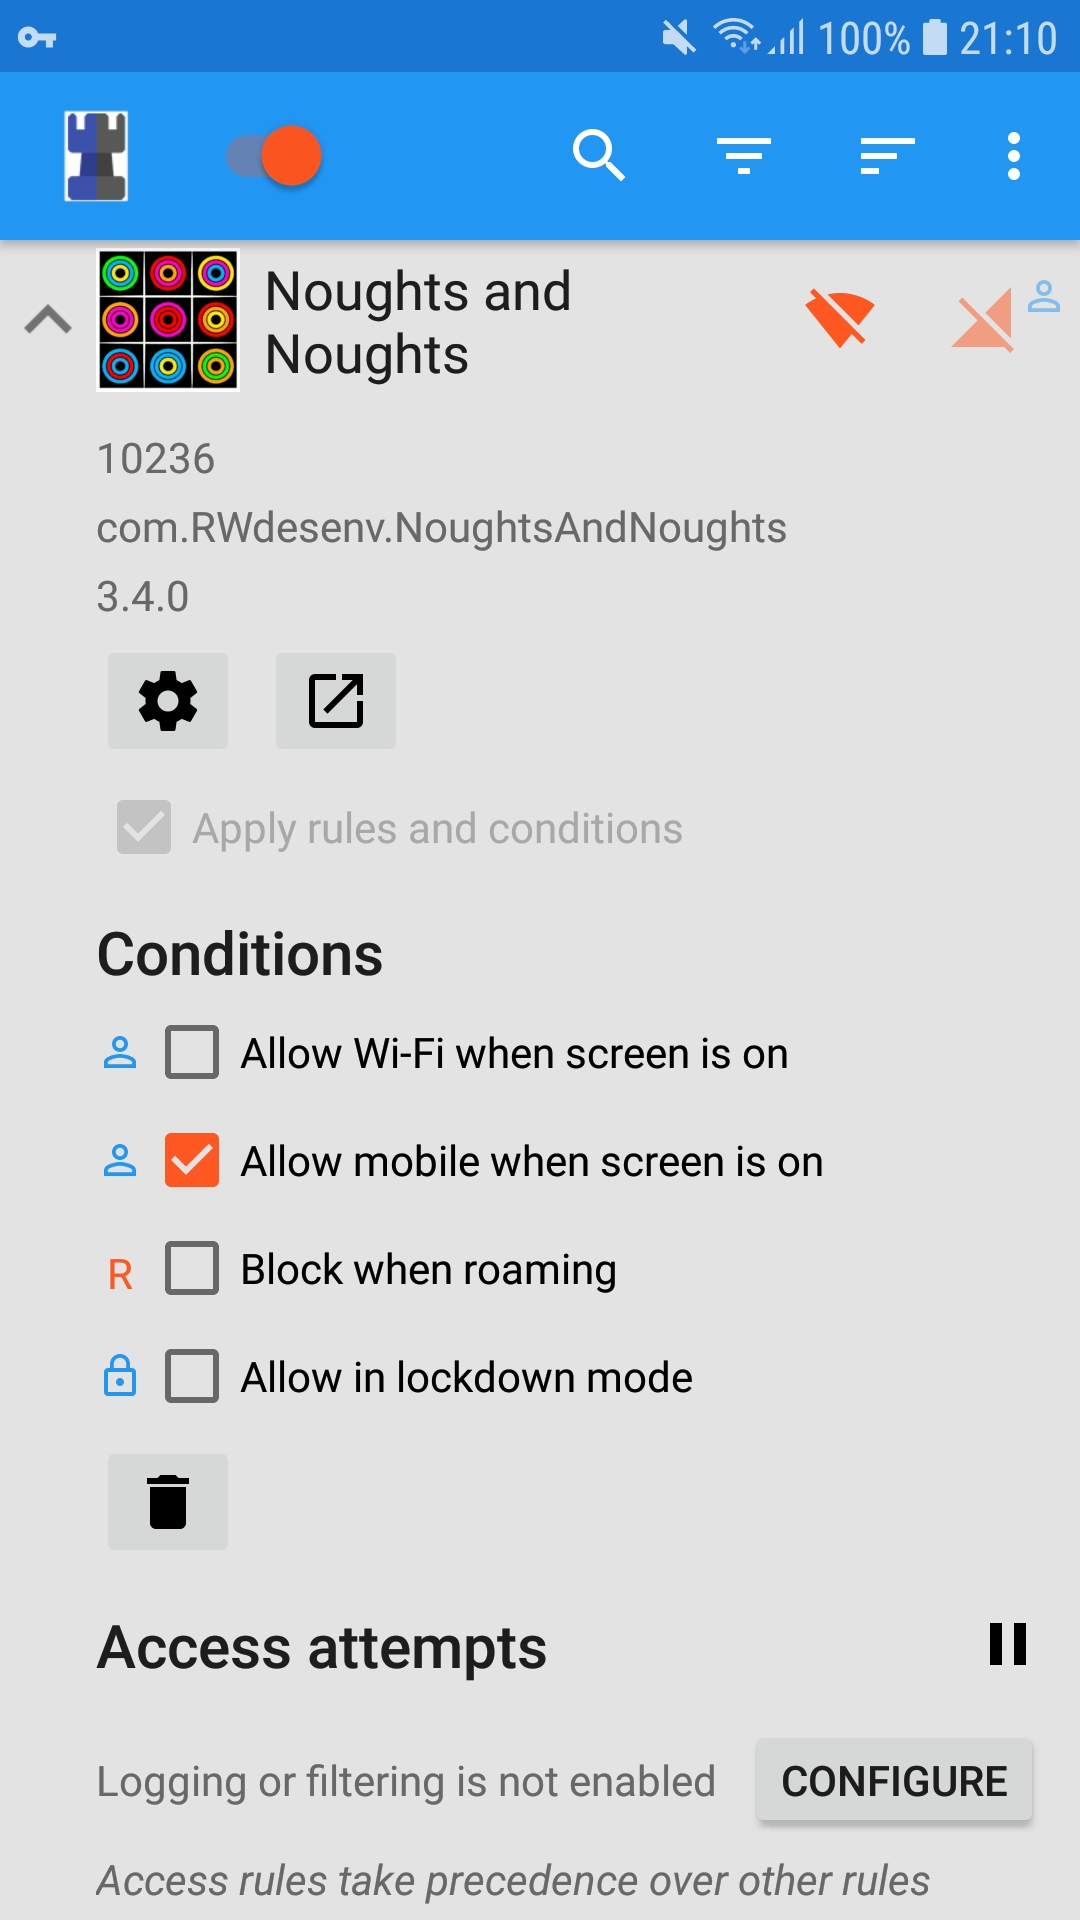 100% 21:10
Noughts and
Noughts
10236
com.RWdesenv.NoughtsAndNoughts
3.4.0
Apply rules and conditions
Conditions
Allow Wi-Fi when screen is on
Allow mobile when screen is on
R Block when roaming
Allow in lockdown mode
Access attempts
Logging or filtering is not enabled CONFIGURE
Access rules take precedence over other rules